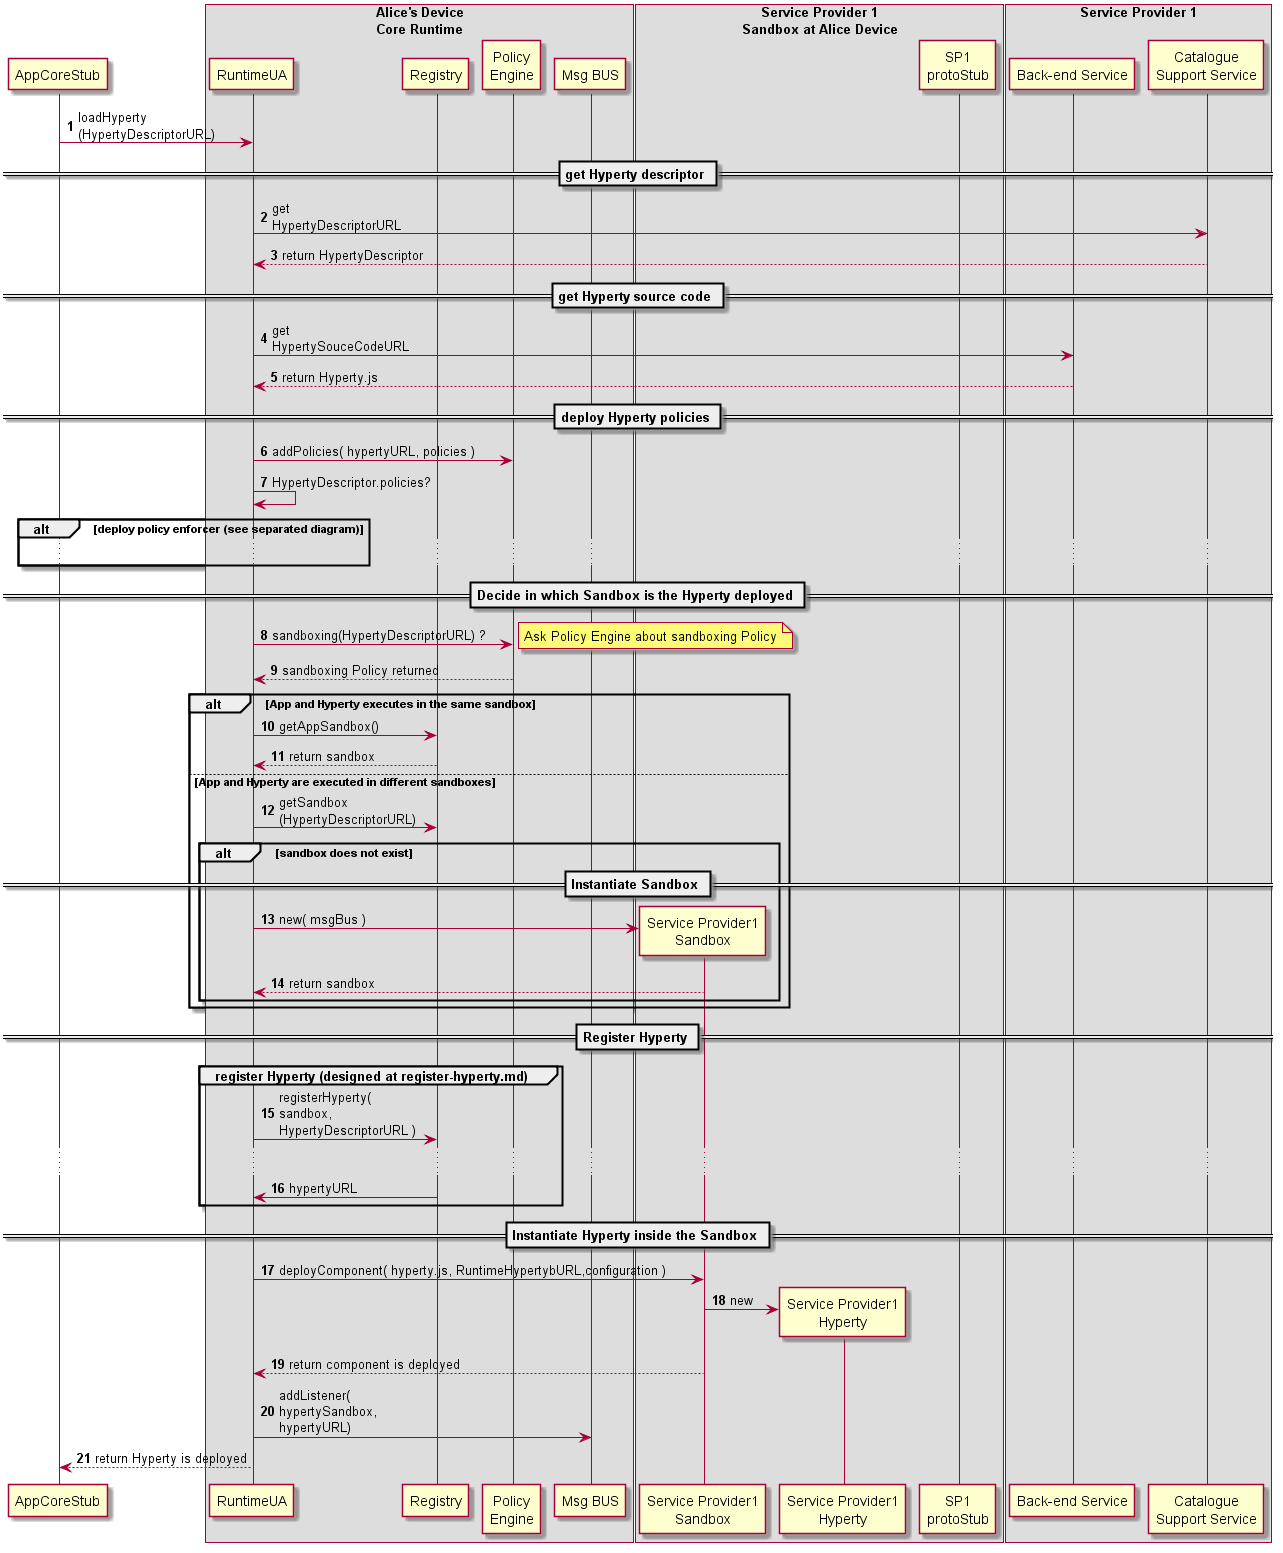 Alice's Device
Core Runtime
Service Provider 1
Sandbox at Alice Device
Service Provider 1
AppCoreStub
RuntimeUA
Registry
Policy
Engine
Msg BUS
SP1
protoStub
Back-end Service
Catalogue
Support Service
1 loadHyperty
(HypertyDescriptorURL)
get Hyperty descriptor
2 get
HypertyDescriptorURL
3 return HypertyDescriptor
get Hyperty source code
4 get
HypertySouceCodeURL
5 return Hyperty.js
deploy Hyperty policies
6 addPolicies( hypertyURL, policies )
7 HypertyDescriptor.policies?
alt [deploy policy enforcer (see separated diagram)]
Decide in which Sandbox is the Hyperty deployed
8 sandboxing(HypertyDescriptorURL) ?
Ask Policy Engine about sandboxing Policy
9 sandboxing Policy returned
alt [App and Hyperty executes in the same sandbox]
10 getAppSandbox()
11 return sandbox
[App and Hyperty are executed in different sandboxes]
12 getSandbox
(HypertyDescriptorURL)
alt [sandbox does not exist]
Instantiate Sandbox
13 new( msgBus )
Service Provider1
Sandbox
14 return sandbox
Register Hyperty
register Hyperty (designed at register-hyperty.md)
15 registerHyperty(
sandbox,
HypertyDescriptorURL )
16 hypertyURL
Instantiate Hyperty inside the Sandbox
17 deployComponent( hyperty.js, RuntimeHypertybURL,configuration )
18 new
Service Provider1
Hyperty
19 return component is deployed
20 addListener(
hypertySandbox,
hypertyURL)
21 return Hyperty is deployed
AppCoreStub
RuntimeUA
Registry
Policy
Engine
Msg BUS
Service Provider1
Sandbox
Service Provider1
Hyperty
SP1
protoStub
Back-end Service
Catalogue
Support Service